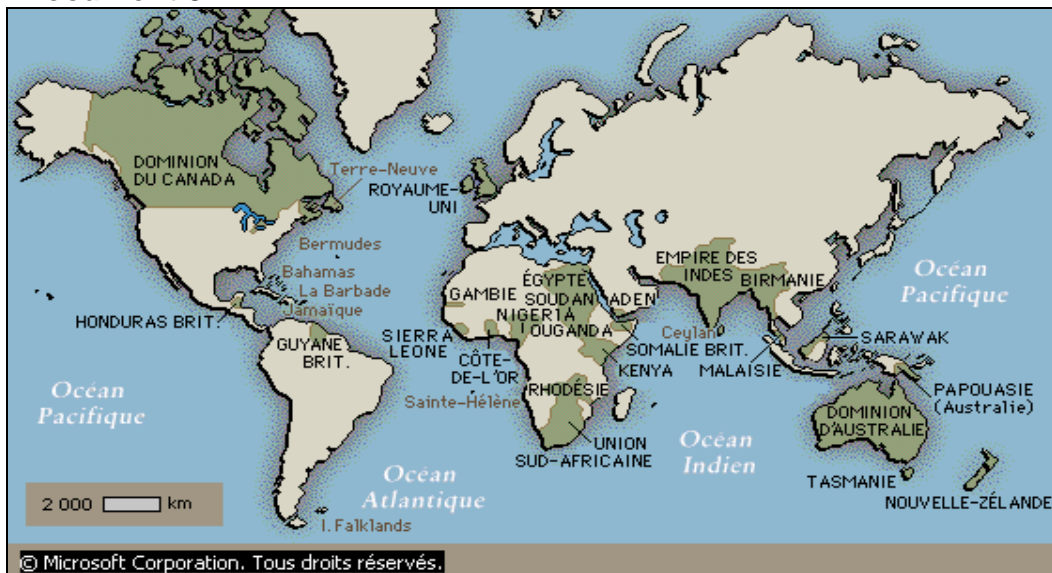 DOMINION
DU CANADA
Terre-Neuve
ROYAUME-
UNI
Bermudes
Bahamas
La Barbade
Jamaïque
HONDURAS BRIT.
GUYANE
BRIT.
Océan
Pacifique
SIERRA
LEONE
GAMBIE
ÉGYPTE
SOUDAN
ADEN
NIGERIA
OUGANDA
CÔTE-
DE-L'OR
SOMALIE BRIT.
KENYA
Sainte-Hélène
RHODÉSIE
UNION
SUD-AFRICAINE
Océan
Atlantique
I. Falklands
EMPIRE DES
INDES
BIRMANIE
Ceylan
MALAISIE
Océan
Pacifique
SARAWAK
PAPOUASIE
(Australie)
DOMINION
D'AUSTRALIE
Océan
Indien
TASMANIE
NOUVELLE-ZÉLANDE
2 000 km
© Microsoft Corporation. Tous droits réservés.